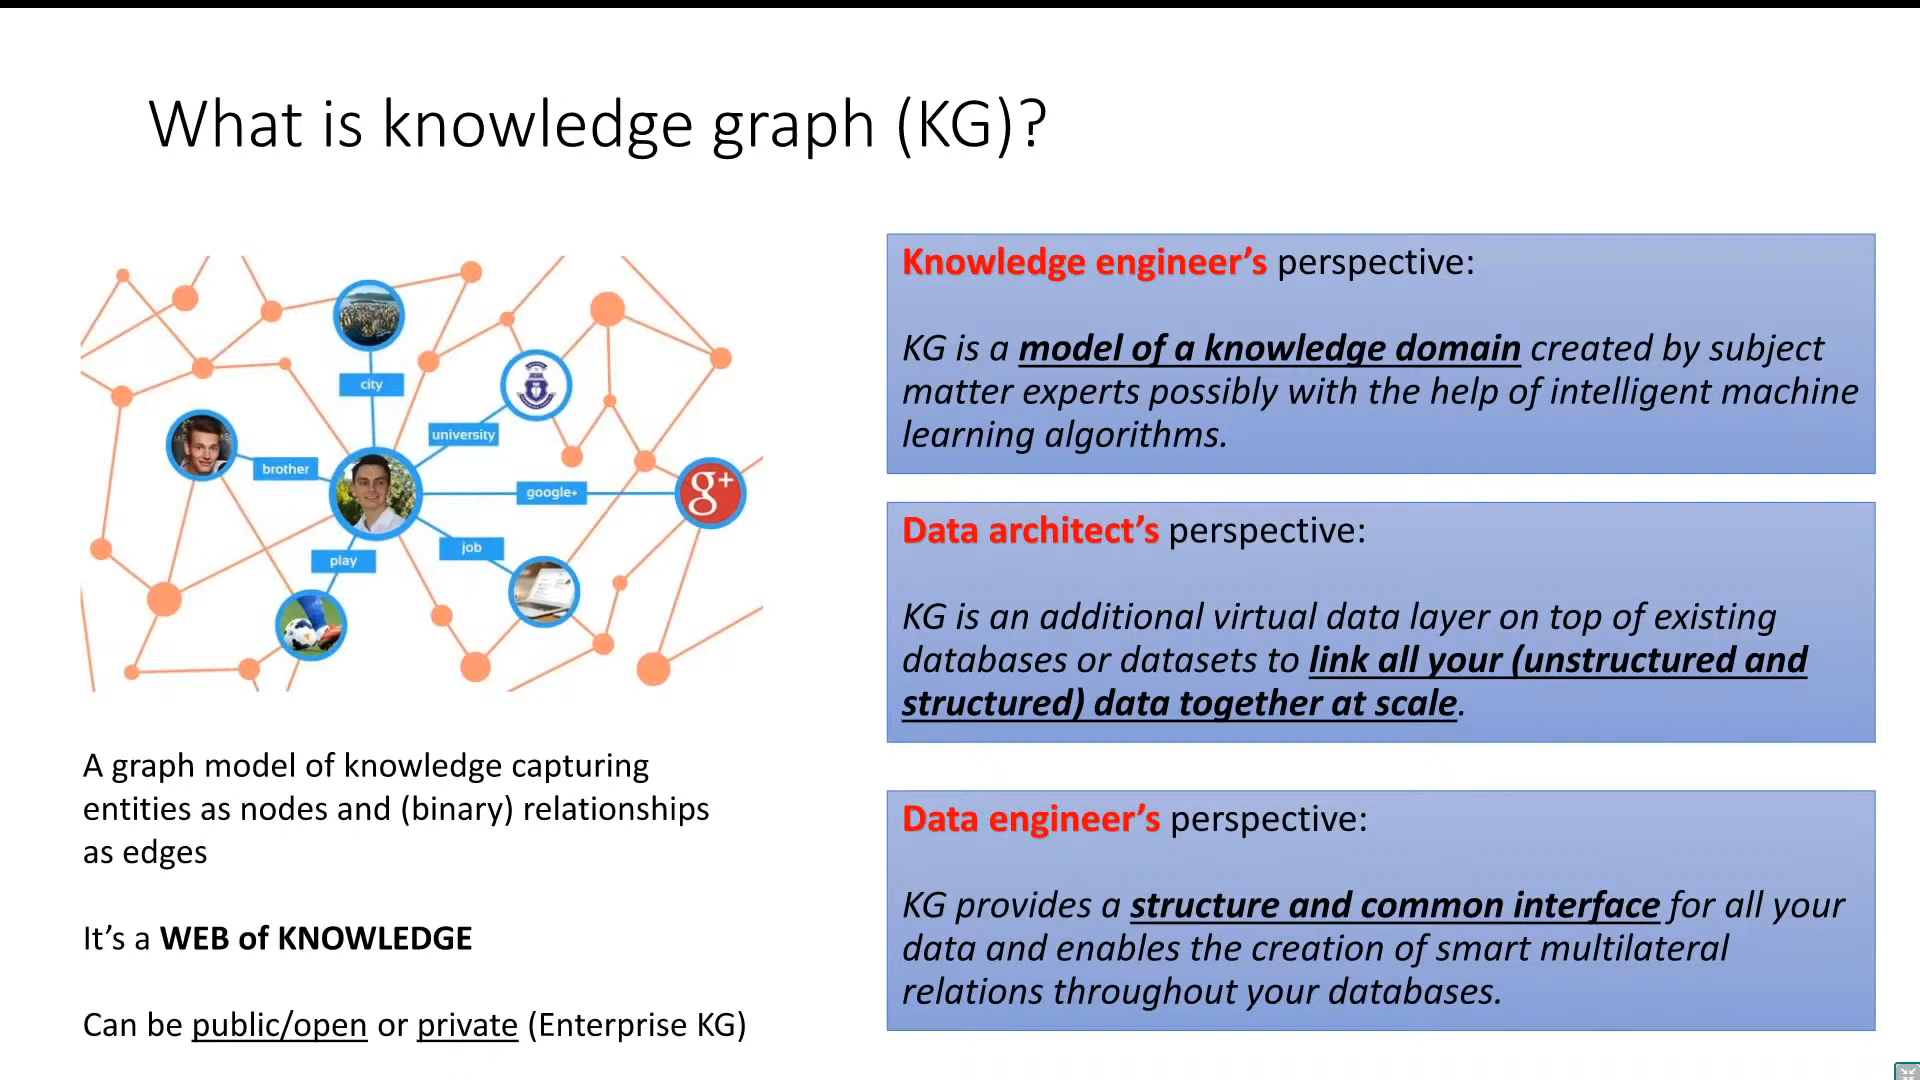 What is knowledge graph (KG)?
city
university
brother
google+
g+
job
play
A graph model of knowledge capturing
entities as nodes and (binary) relationships
as edges
It’s a WEB of KNOWLEDGE
Can be public/open or private (Enterprise KG)
Knowledge engineer’s perspective:
KG is a model of a knowledge domain created by subject
matter experts possibly with the help of intelligent machine
learning algorithms.
Data architect’s perspective:
KG is an additional virtual data layer on top of existing
databases or datasets to link all your (unstructured and
structured) data together at scale.
Data engineer’s perspective:
KG provides a structure and common interface for all your
data and enables the creation of smart multilateral
relations throughout your databases.